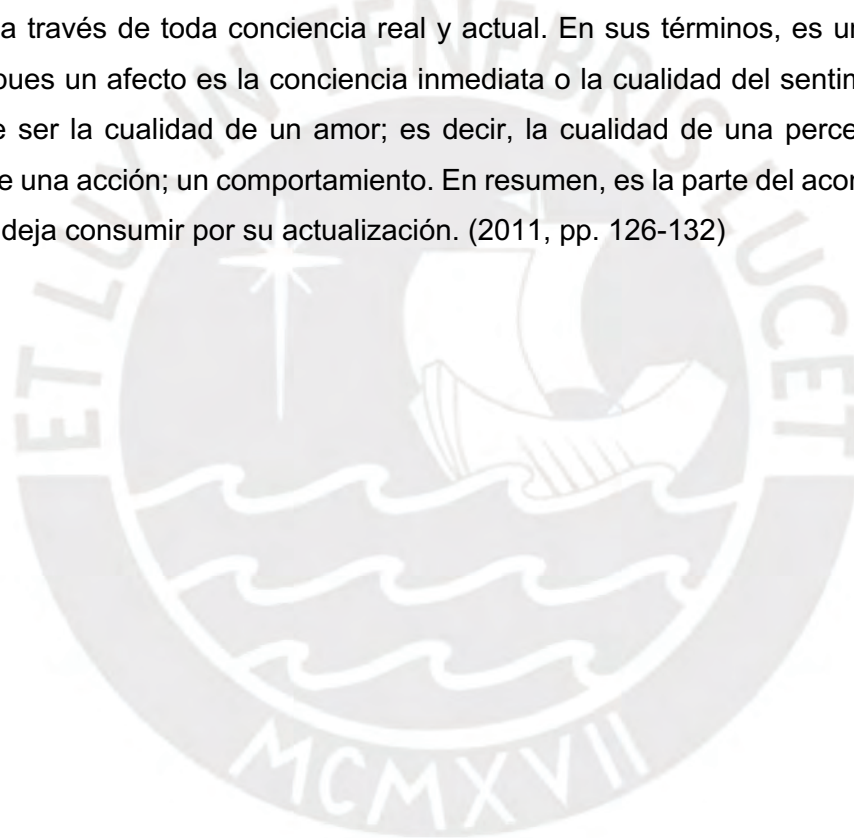 a través de toda conciencia real y actual. En sus términos, es un
pues un afecto es la conciencia inmediata o la cualidad del
ser la cualidad de un amor; es decir, la cualidad de una
una acción; un comportamiento. En resumen, es la parte del
deja consumir por su actualización. (2011, pp. 126-132)
ET LUX IN TENEBRIS LUCET
MCMXVII